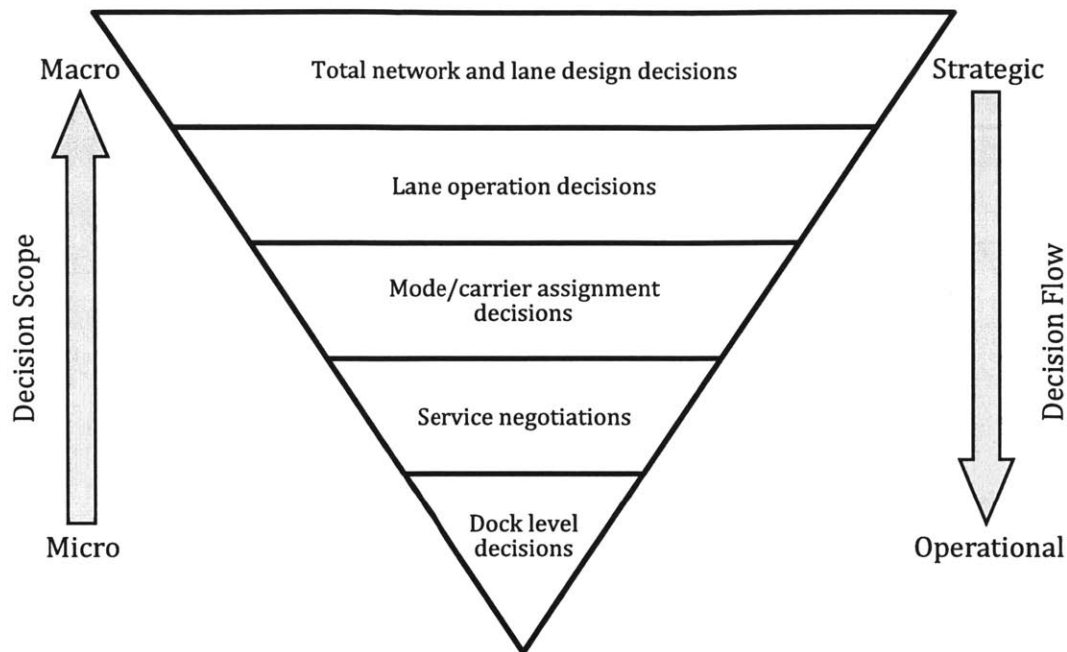 Macro
Total network and lane design decisions
Strategic
Lane operation decisions
Decision Scope
Mode/carrier assignment
decisions
Decision Flow
Service negotiations
Dock level
decisions
Micro
Operational